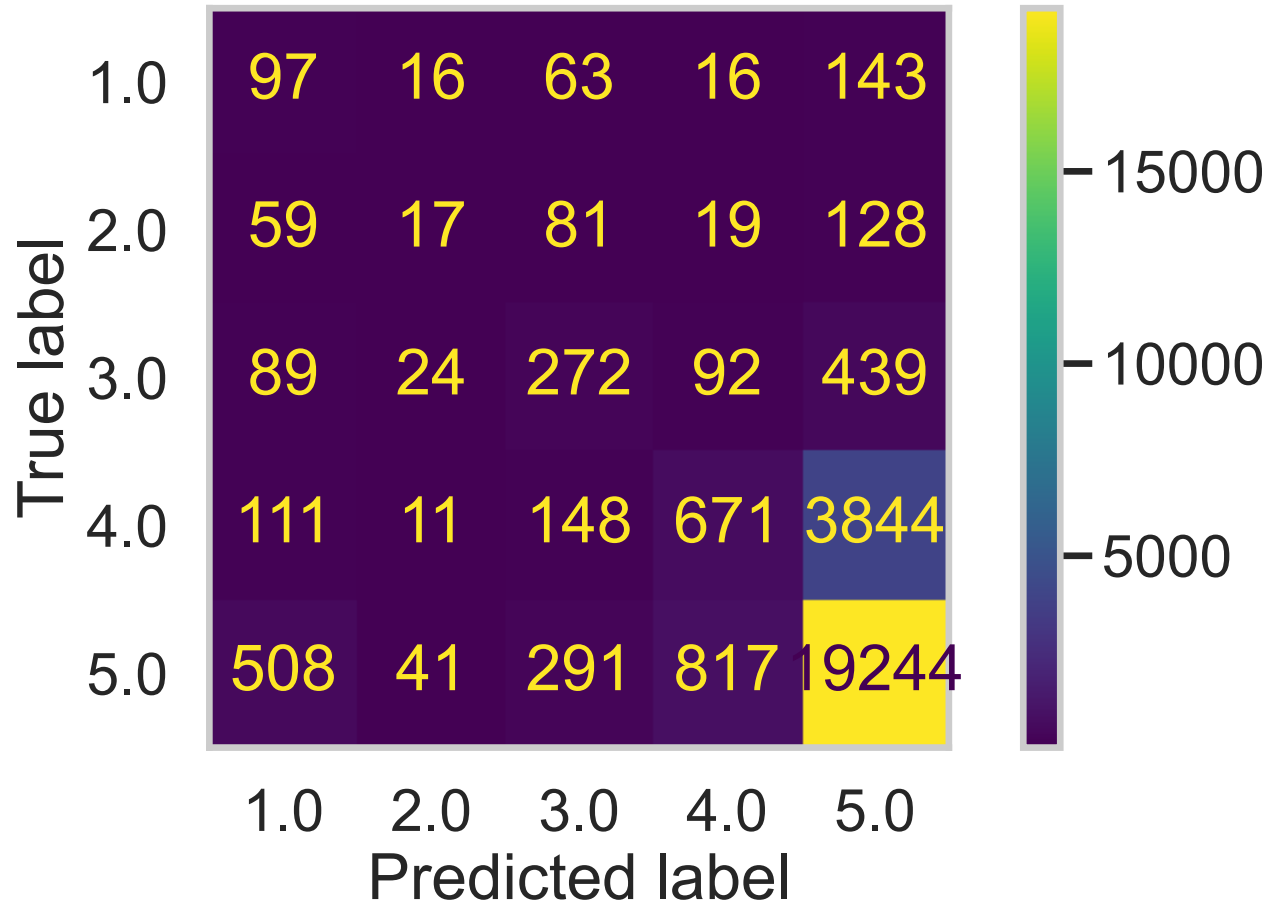 True label
1.0 97 16 63 16 143
2.0 59 17 81 19 128
3.0 89 24 272 92 439
4.0 111 11 148 671 3844
5.0 508 41 291 817 19244
1.0 2.0 3.0 4.0 5.0
Predicted label
15000
10000
5000